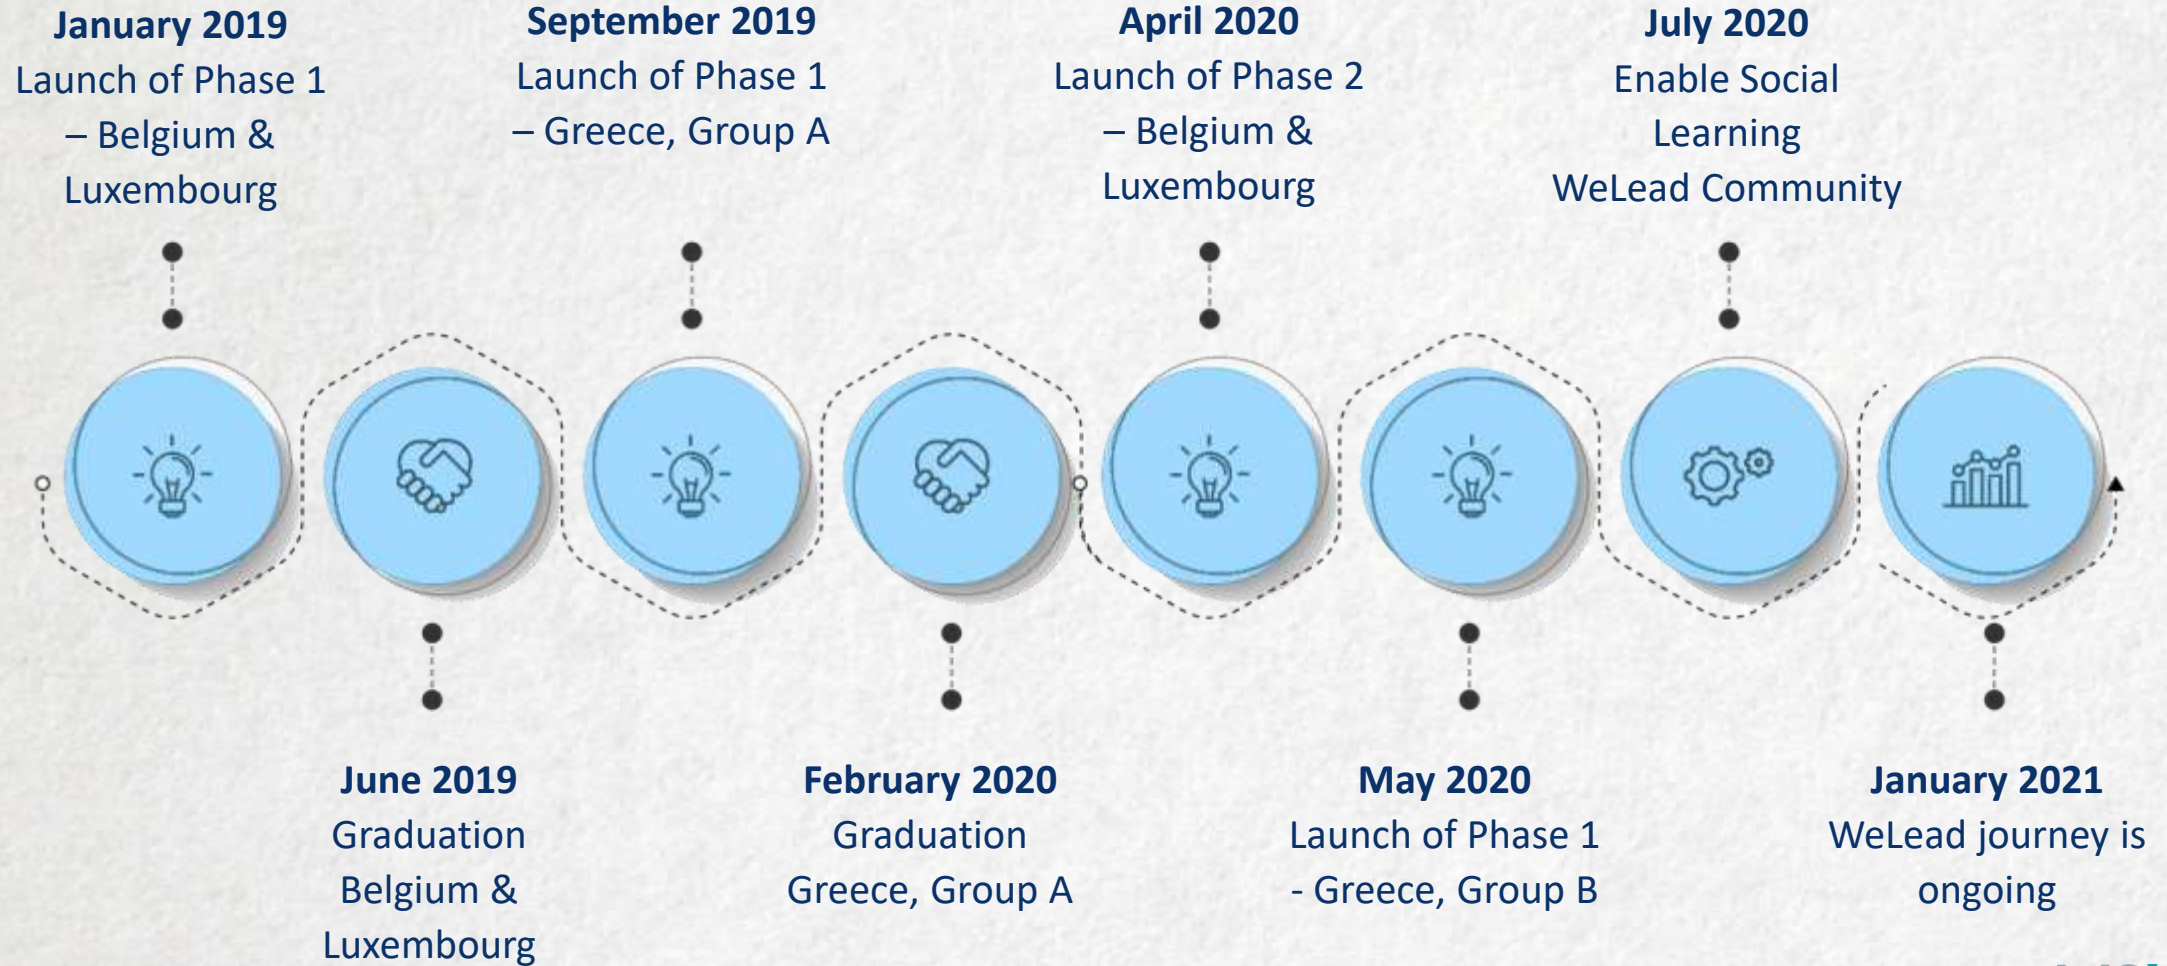 January 2019
Launch of Phase 1
– Belgium &
Luxembourg
September 2019
Launch of Phase 1
– Greece, Group A
April 2020
Launch of Phase 2
– Belgium &
Luxembourg
July 2020
Enable Social
Learning
WeLead Community
June 2019
Graduation
Belgium &
Luxembourg
February 2020
Graduation
Greece, Group A
May 2020
Launch of Phase 1
- Greece, Group B
January 2021
WeLead journey is
ongoing